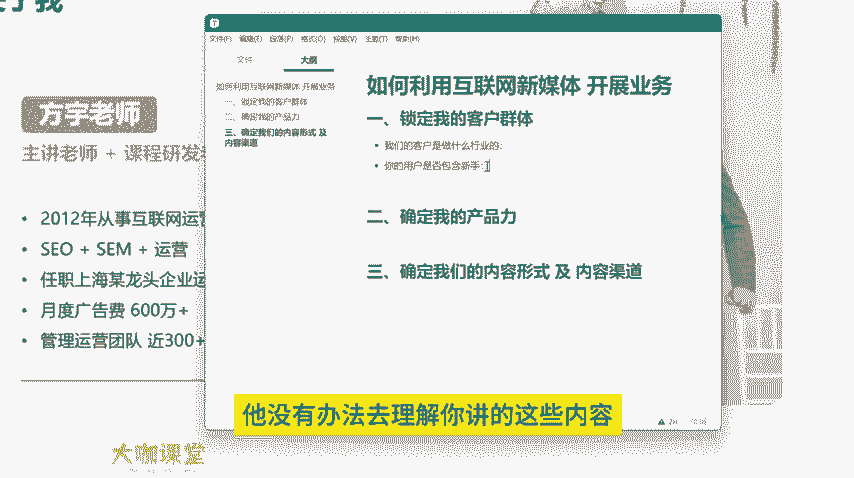 关于我
方宇老师
主讲老师 + 课程研发
• 2012年从事互联网运营
• SEO + SEM + 运营
• 任职上海某龙头企业运
• 月度广告费 600万+
• 管理运营团队 近300+
大咖课堂
文件(F) 编辑(E) 段落(P) 格式(O) 视图(V) 主题(T) 帮助(H)
文件 大纲
如何利用互联网新媒体 开展业务
一、锁定我的客户群体
二、确定我的产品力
三、确定我们的内容形式 及
内容渠道
如何利用互联网新媒体 开展业务
一、锁定我的客户群体
• 我们的客户是做什么行业的:
• 你的用户是否包含新手:
二、确定我的产品力
三、确定我们的内容形式 及 内容渠道
他没有办法去理解你讲的这些内容